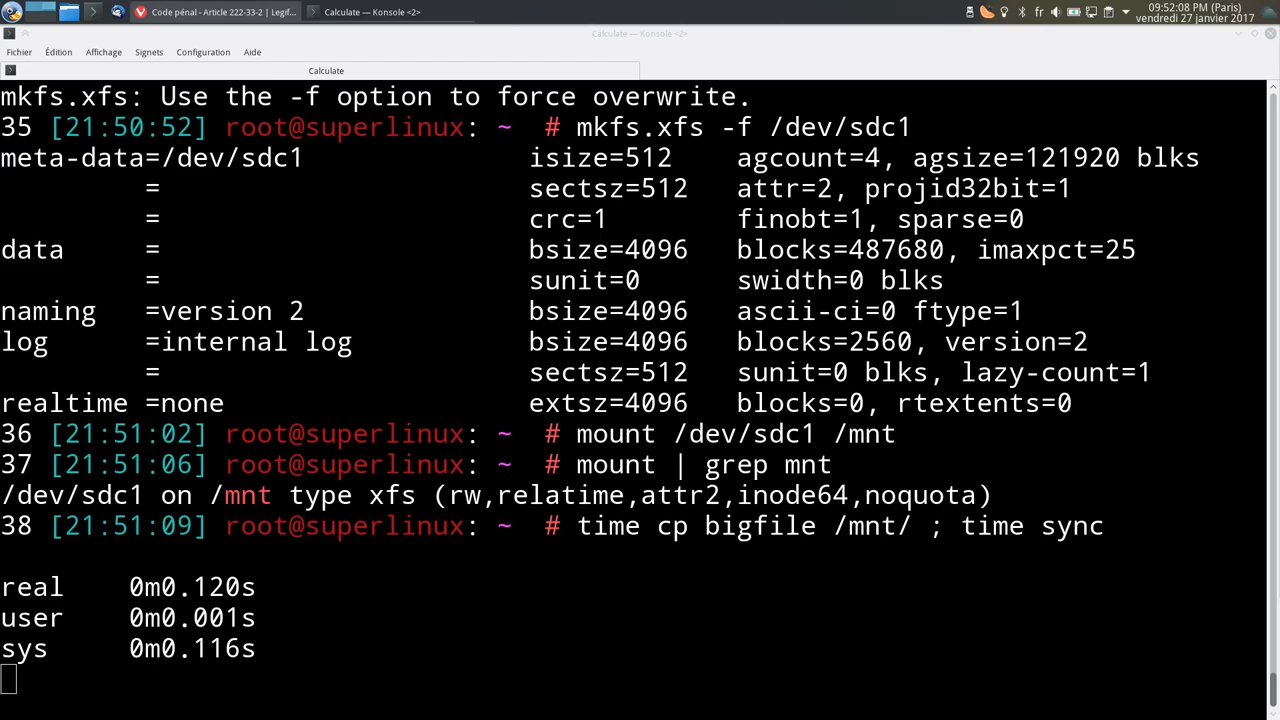 Code pénal - Article 222-33-2 | Legif
Calculate — Konsole <2>
fr
09:52:08 PM (Paris)
vendredi 27 janvier 2017
Calculate — Konsole <2>
Fichier Édition Affichage Signets Configuration Aide
Calculate
mkfs.xfs: Use the -f option to force overwrite.
35 [21:50:52] root@superlinux: ~ # mkfs.xfs -f /dev/sdc1
meta-data=/dev/sdc1 isize=512 agcount=4, agsize=121920 blks
= sectsz=512 attr=2, projid32bit=1
= crc=1 finobt=1, sparse=0
data = bsize=4096 blocks=487680, imaxpct=25
= sunit=0 swidth=0 blks
naming =version 2 bsize=4096 ascii-ci=0 ftype=1
log =internal log bsize=4096 blocks=2560, version=2
= sectsz=512 sunit=0 blks, lazy-count=1
realtime =none extsz=4096 blocks=0, rtextents=0
36 [21:51:02] root@superlinux: ~ # mount /dev/sdc1 /mnt
37 [21:51:06] root@superlinux: ~ # mount | grep mnt
/dev/sdc1 on /mnt type xfs (rw,relatime,attr2,inode64,noquota)
38 [21:51:09] root@superlinux: ~ # time cp bigfile /mnt/ ; time sync
real 0m0.120s
user 0m0.001s
sys 0m0.116s